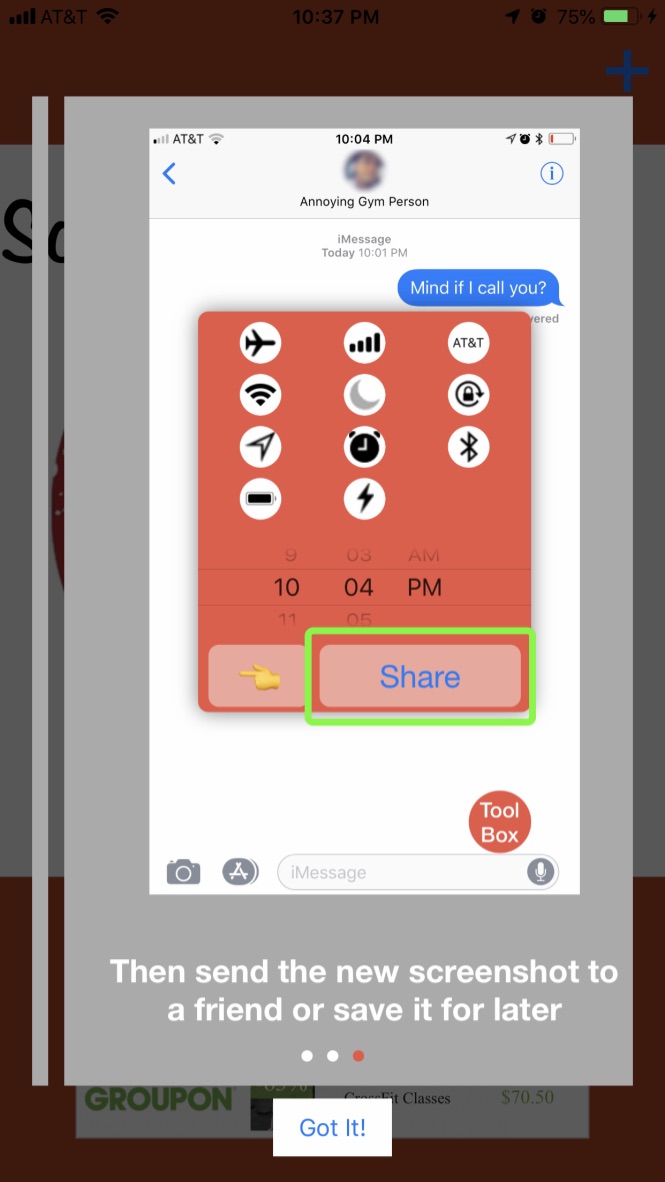 AT&T 10:37 PM 75%
AT&T 10:04 PM
Annoying Gym Person
iMessage
Today 10:01 PM
Mind if I call you?
AT&T
9 03 AM
10 04 PM
11 05
Share
Tool
Box
iMessage
Then send the new screenshot to
a friend or save it for later
GROUPON CrossFit Classes $70.50
Got It!